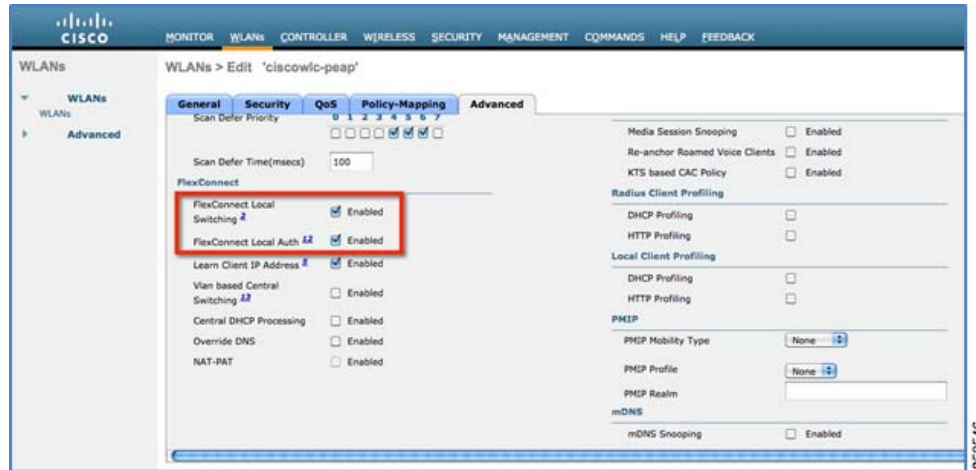 CISCO
MONITOR WLANs CONTROLLER WIRELESS SECURITY MANAGEMENT COMMANDS HELP FEEDBACK
WLANs
WLANs
WLANs
Advanced
WLANs > Edit 'ciscowlc-peap'
General Security QoS Policy-Mapping Advanced
Scan Defer Priority 0 1 2 3 4 5 6 7
Scan Defer Time(msecs) 100
FlexConnect
FlexConnect Local
Switching 2 Enabled
FlexConnect Local Auth 12 Enabled
Learn Client IP Address Enabled
Vlan based Central
Switching 13 Enabled
Central DHCP Processing Enabled
Override DNS Enabled
NAT-PAT Enabled
Media Session Snooping Enabled
Re-anchor Roamed Voice Clients Enabled
KTS based CAC Policy Enabled
Radius Client Profiling
DHCP Profiling
HTTP Profiling
Local Client Profiling
DHCP Profiling
HTTP Profiling
PMIP
PMIP Mobility Type None
PMIP Profile None
PMIP Realm
mDNS
mDNS Snooping Enabled